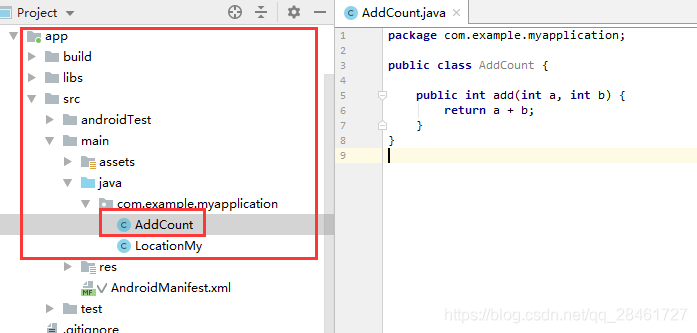 Project
AddCount.java
app
build
libs
src
androidTest
main
assets
java
com.example.myapplication
C AddCount
C LocationMy
res
MF AndroidManifest.xml
test
.gitignore
1 package com.example.myapplication;
2
3 public class AddCount {
4
5 public int add(int a, int b) {
6 return a + b;
7 }
8 }
9
https://blog.csdn.net/qq_28461727